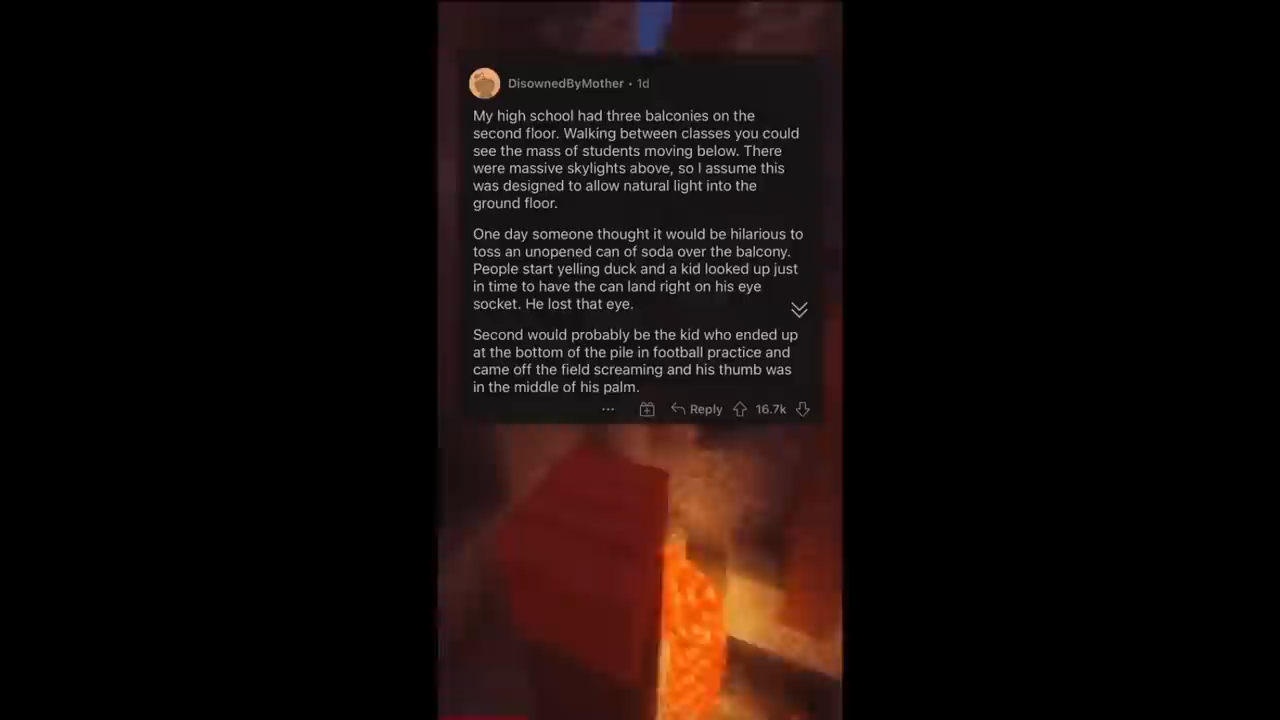 DisownedByMother • 1d
My high school had three balconies on the
second floor. Walking between classes you could
see the mass of students moving below. There
were massive skylights above, so I assume this
was designed to allow natural light into the
ground floor.
One day someone thought it would be hilarious to
toss an unopened can of soda over the balcony.
People start yelling duck and a kid looked up just
in time to have the can land right on his eye
socket. He lost that eye.
Second would probably be the kid who ended up
at the bottom of the pile in football practice and
came off the field screaming and his thumb was
in the middle of his palm.
... Reply 16.7k